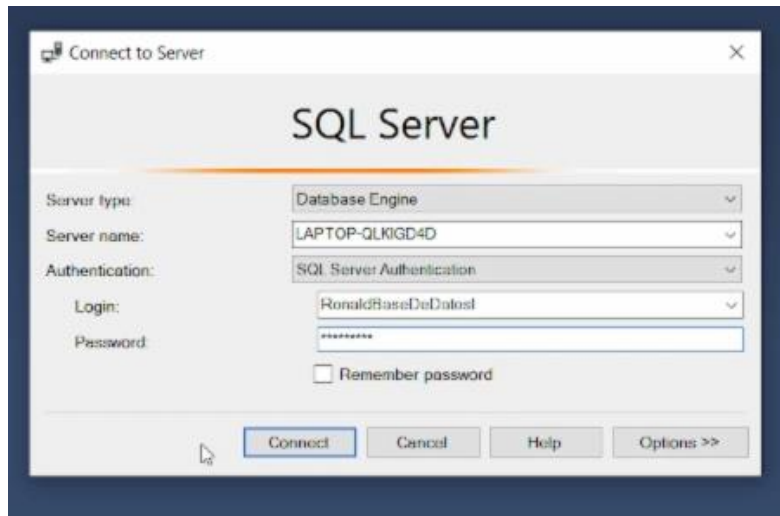 Connect to Server
SQL Server
Server type: Database Engine
Server name: LAPTOP-QLKIGD4D
Authentication: SQL Server Authentication
Login: RonaldBaseDeDatosI
Password: *********
Remember password
Connect Cancel Help Options >>